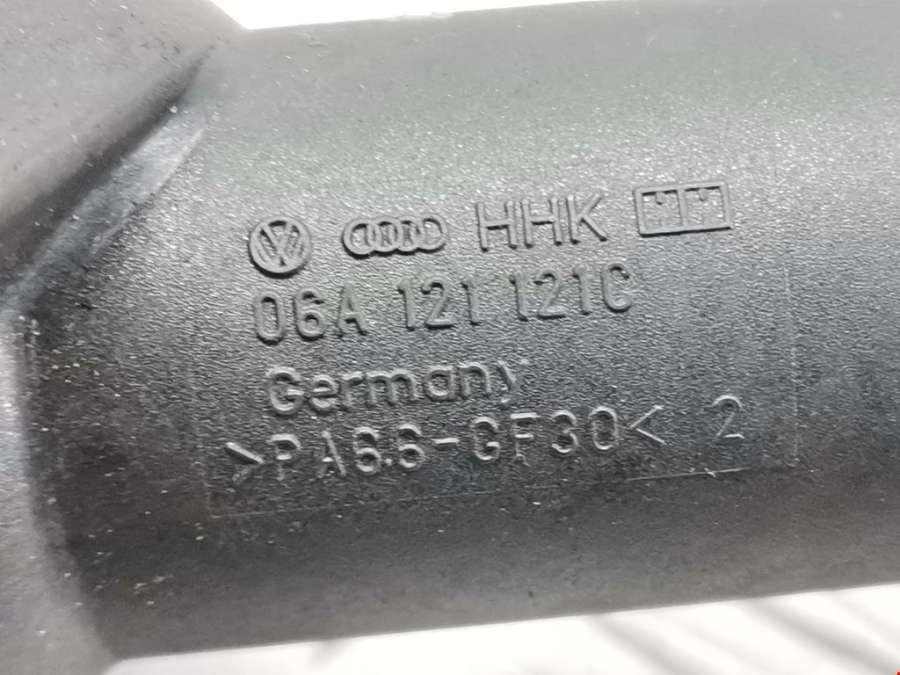 HHK
06A 121 121C
Germany
>PA6.6-GF30< 2